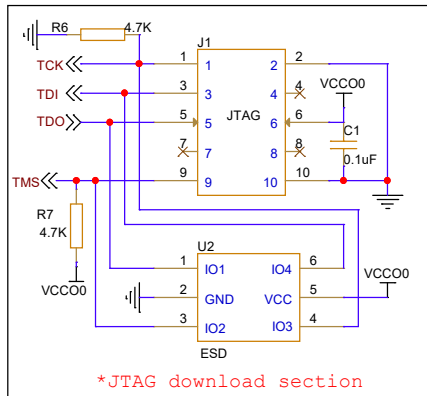 R6 4.7K
J1
TCK 1 1 2 2
VCCO0
TDI 3 3 4 4
TDO 5 5 JTAG 6 6
C1
7 7 8 8
0.1uF
TMS 9 9 10 10
R7
4.7K
U2
VCCO0
1 IO1 IO4 6
VCCO0
2 GND VCC 5
3 IO2 IO3 4
ESD
*JTAG download section